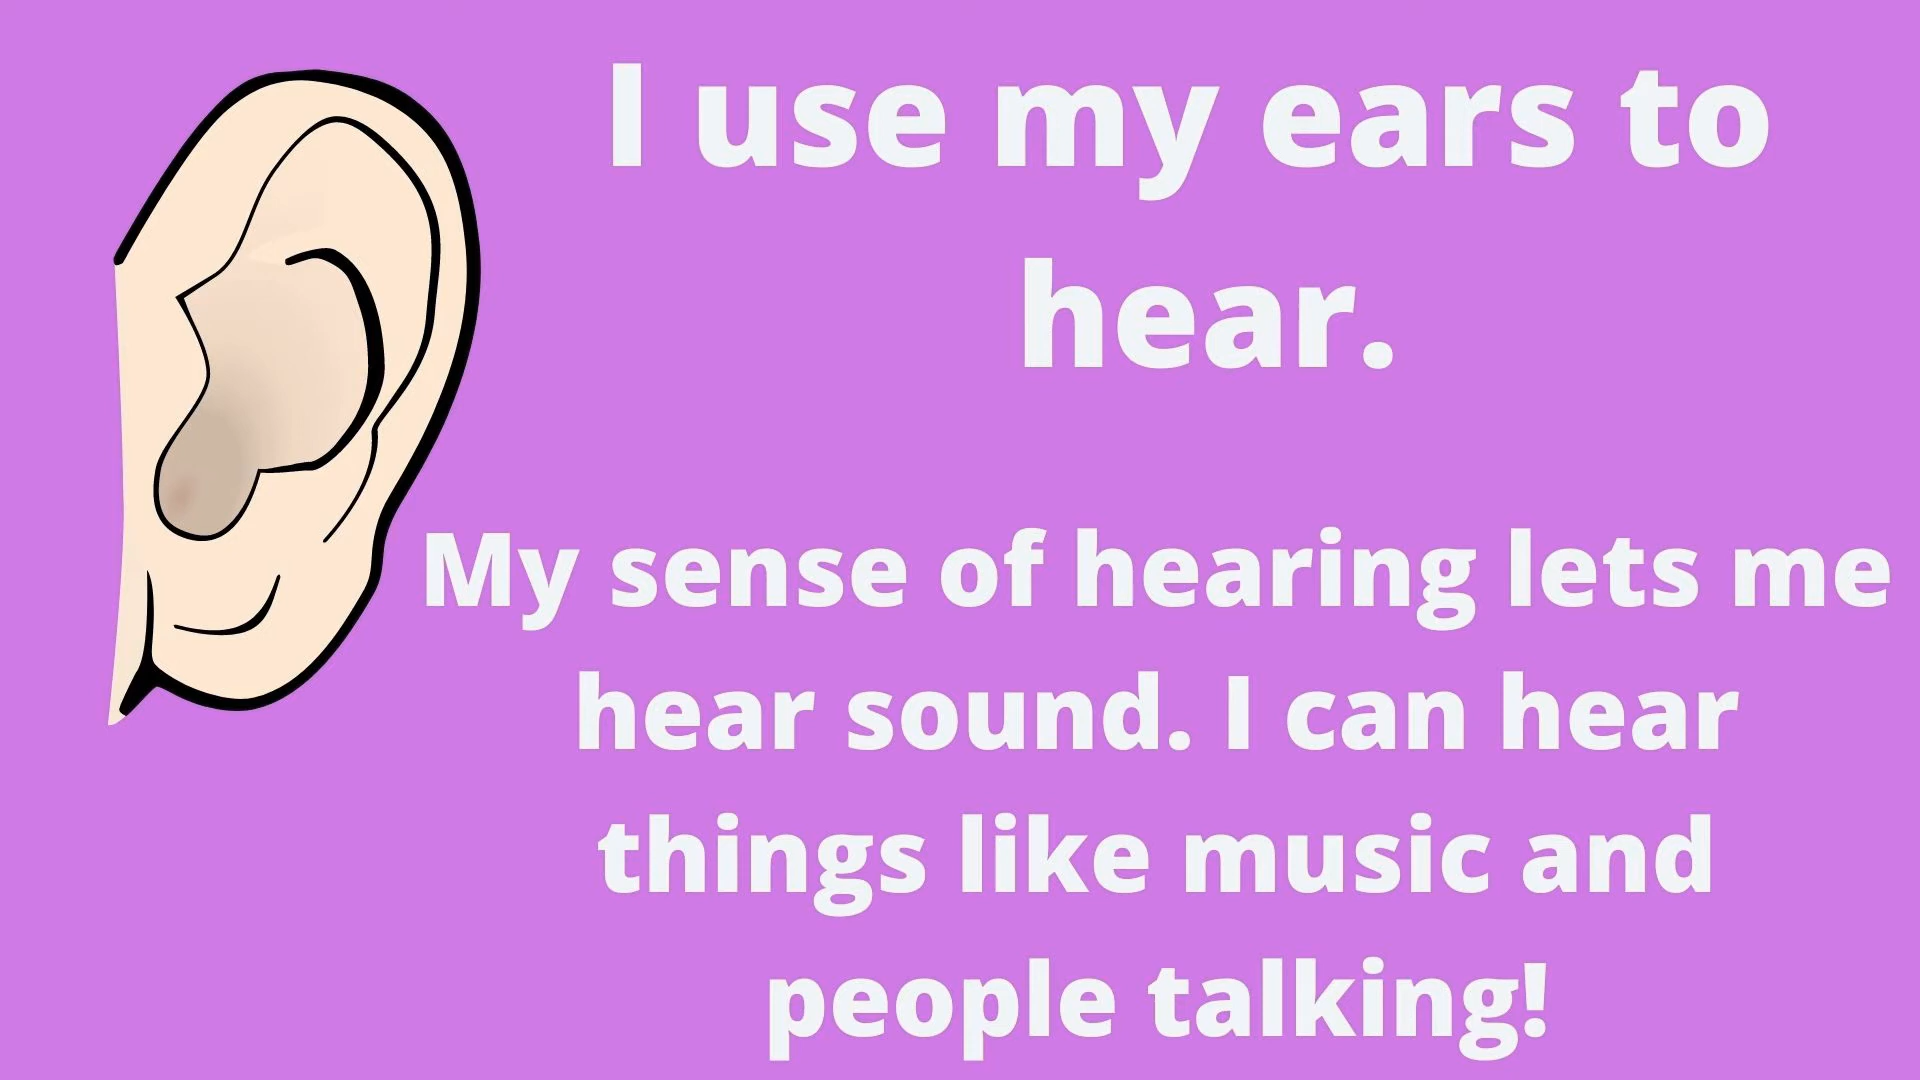 I use my ears to
hear.
My sense of hearing lets me
hear sound. I can hear
things like music and
people talking!